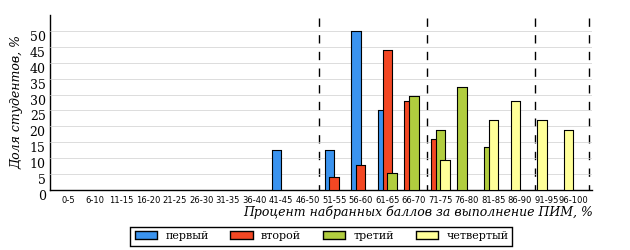 Доля студентов, %
50
45
40
35
30
25
20
15
10
5
0
0-5 6-10 11-15 16-20 21-25 26-30 31-35 36-40 41-45 46-50 51-55 56-60 61-65 66-70 71-75 76-80 81-85 86-90 91-95 96-100
Процент набранных баллов за выполнение ПИМ, %
первый второй третий четвертый